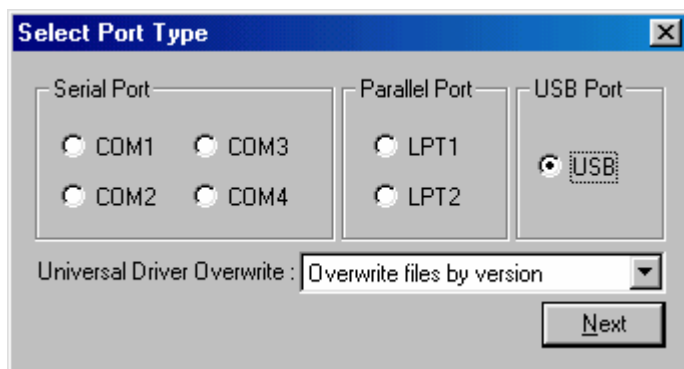 Select Port Type
Serial Port Parallel Port USB Port
COM1 COM3 LPT1 USB
COM2 COM4 LPT2
Universal Driver Overwrite : Overwrite files by version
Next